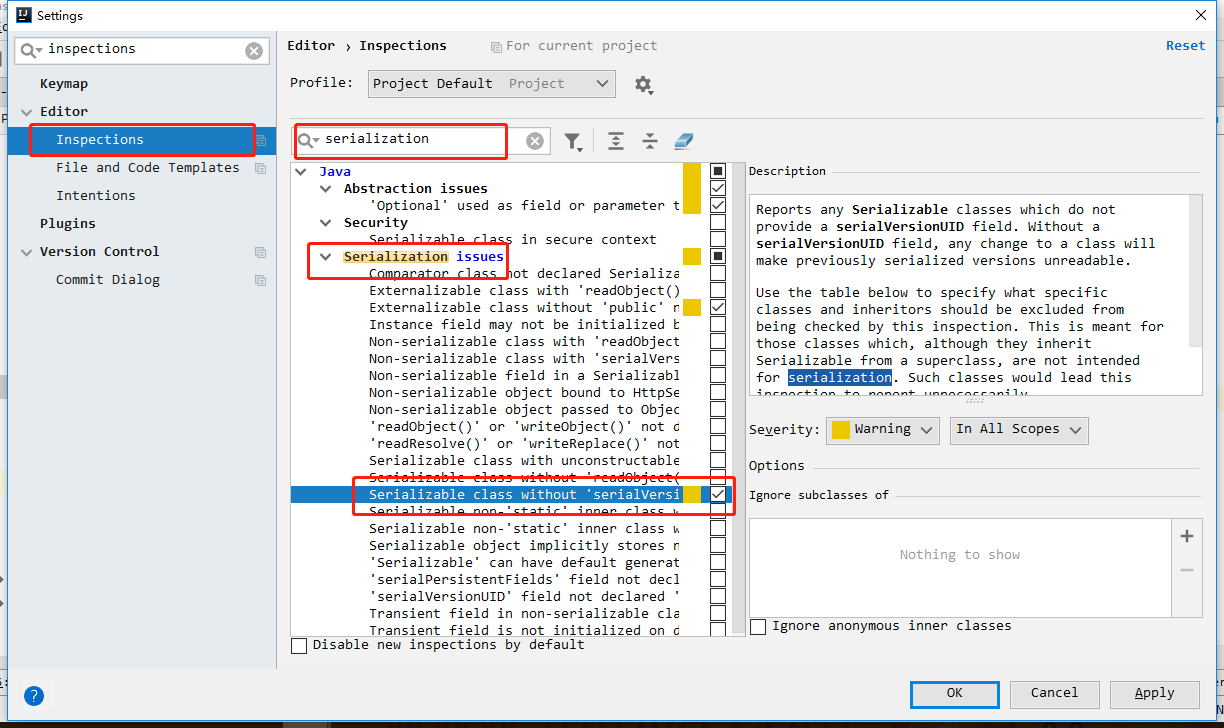 Settings
inspections
Keymap
Editor
Inspections
File and Code Templates
Intentions
Plugins
Version Control
Commit Dialog
Editor › Inspections For current project Reset
Profile: Project Default Project
serialization
Java
Abstraction issues
'Optional' used as field or parameter t
Security
Serializable class in secure context
Serialization issues
Comparator class not declared Serializa
Externalizable class with 'readObject()
Externalizable class without 'public' n
Instance field may not be initialized b
Non-serializable class with 'readObject
Non-serializable class with 'serialVers
Non-serializable field in a Serializabl
Non-serializable object bound to HttpSe
Non-serializable object passed to Objec
'readObject()' or 'writeObject()' not d
'readResolve()' or 'writeReplace()' not
Serializable class with unconstructable
Serializable class without 'readObject(
Serializable class without 'serialVersi
Serializable non-'static' inner class w
Serializable non-'static' inner class w
Serializable object implicitly stores n
'Serializable' can have default generat
'serialPersistentFields' field not decl
'serialVersionUID' field not declared '
Transient field in non-serializable cla
Transient field is not initialized on d
Disable new inspections by default
Description
Reports any Serializable classes which do not
provide a serialVersionUID field. Without a
serialVersionUID field, any change to a class will
make previously serialized versions unreadable.
Use the table below to specify what specific
classes and inheritors should be excluded from
being checked by this inspection. This is meant for
those classes which, although they inherit
Serializable from a superclass, are not intended
for serialization. Such classes would lead this
inspection to report unnecessarily
Severity: Warning In All Scopes
Options
Ignore subclasses of
Nothing to show
Ignore anonymous inner classes
? OK Cancel Apply